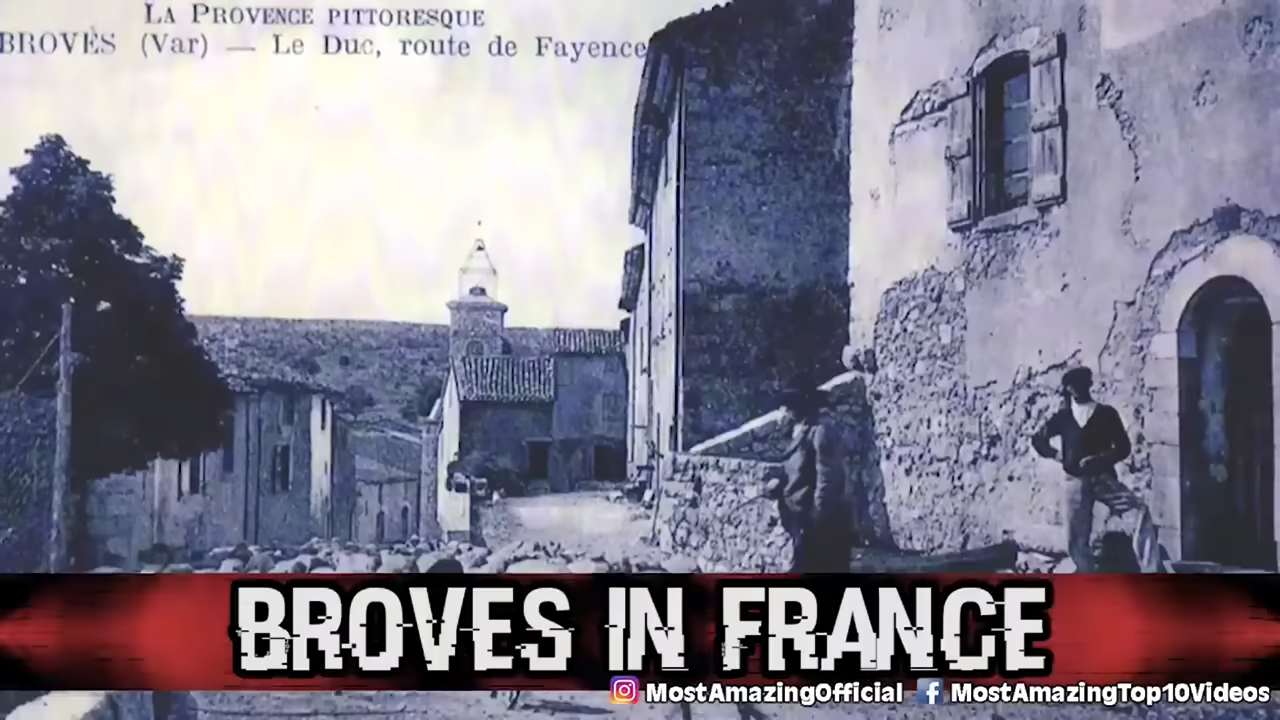 LA PROVENCE PITTORESQUE
BROVÈS (Var) — Le Duc, route de Fayence
BROVES IN FRANCE
MostAmazingOfficial MostAmazingTop10Videos